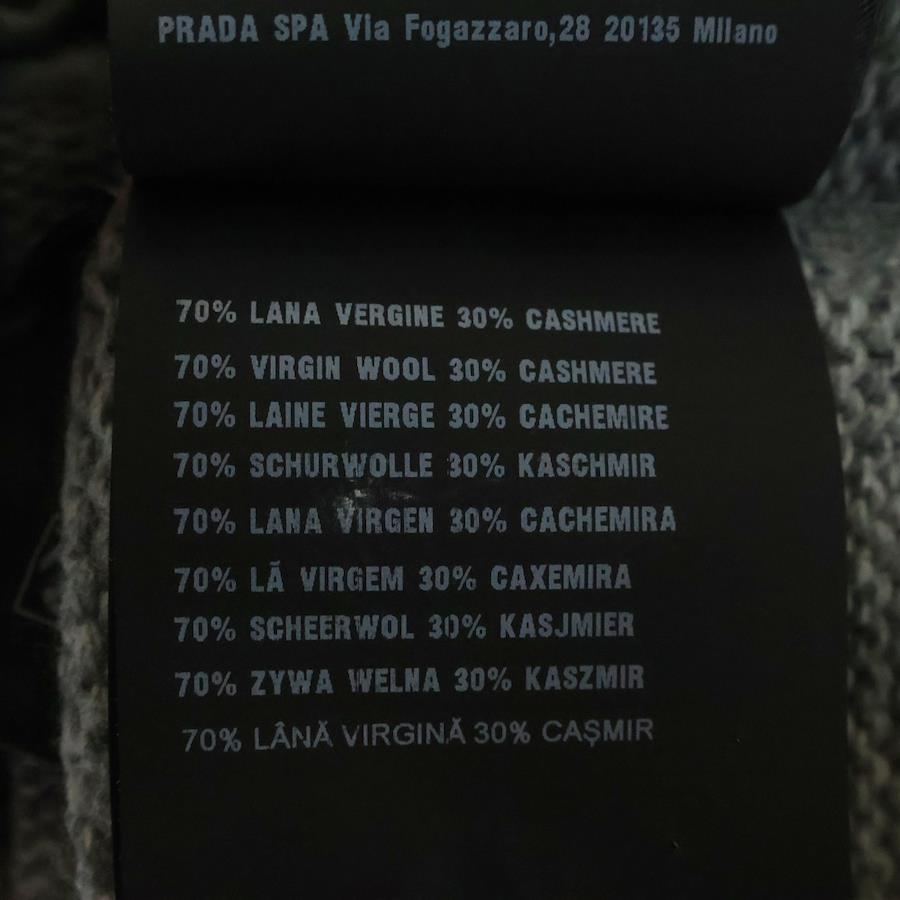 PRADA SPA Via Fogazzaro,28 20135 Milano
70% LANA VERGINE 30% CASHMERE
70% VIRGIN WOOL 30% CASHMERE
70% LAINE VIERGE 30% CACHEMIRE
70% SCHURWOLLE 30% KASCHMIR
70% LANA VIRGEN 30% CACHEMIRA
70% LÃ VIRGEM 30% CAXEMIRA
70% SCHEERWOL 30% KASJMIER
70% ZYWA WELNA 30% KASZMIR
70% LÂNĂ VIRGINĂ 30% CAŞMIR